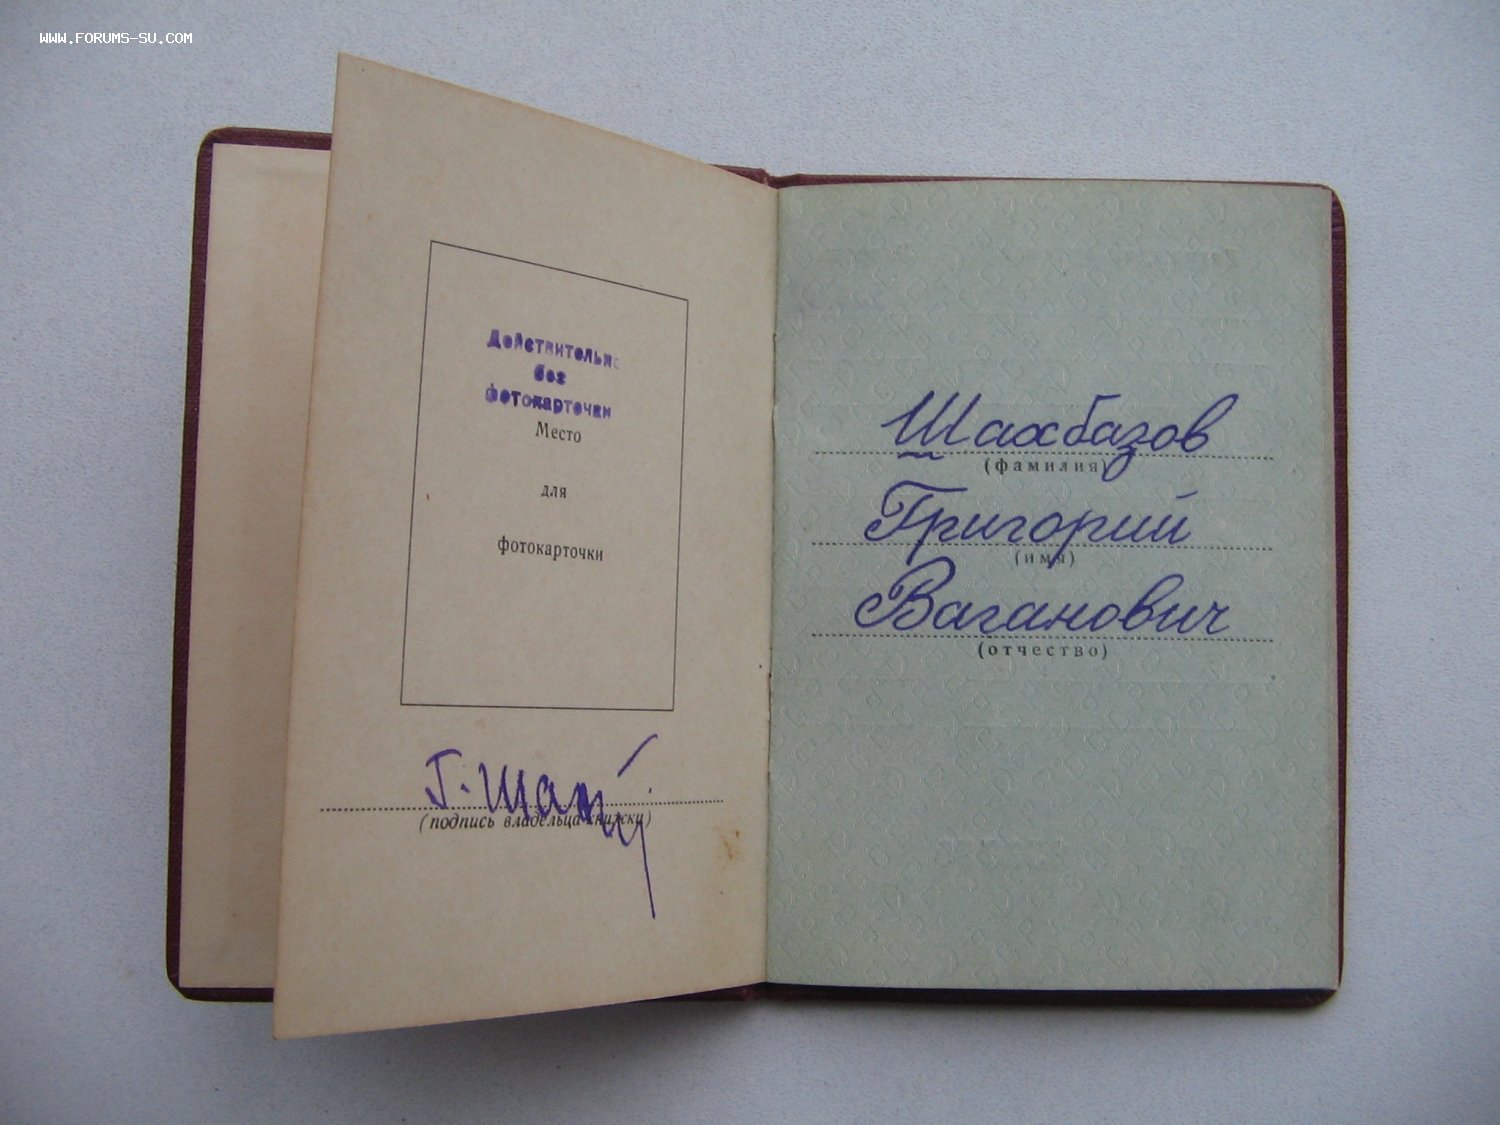 www.forums-su.com
Действительно
без
фотокарточки
Место
для
фотокарточки
(подпись владельца книжки)
Шахбазов
(фамилия)
Григорий
(имя)
Ваганович
(отчество)